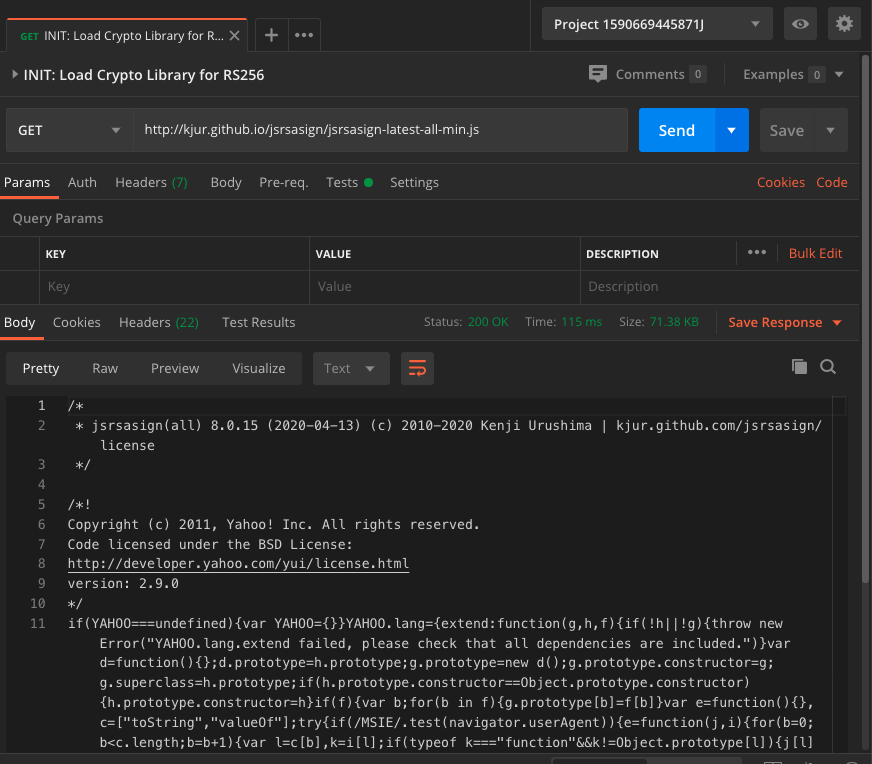 GET INIT: Load Crypto Library for R...
Project 1590669445871J
INIT: Load Crypto Library for RS256
Comments 0
Examples 0
GET
http://kjur.github.io/jsrsasign/jsrsasign-latest-all-min.js
Send
Save
Params Auth Headers (7) Body Pre-req. Tests Settings Cookies Code
Query Params
KEY VALUE DESCRIPTION ••• Bulk Edit
Key Value Description
Body Cookies Headers (22) Test Results Status: 200 OK Time: 115 ms Size: 71.38 KB Save Response
Pretty Raw Preview Visualize Text
1 /*
2 * jsrsasign(all) 8.0.15 (2020-04-13) (c) 2010-2020 Kenji Urushima | kjur.github.com/jsrsasign/
license
3 */
4
5 /*!
6 Copyright (c) 2011, Yahoo! Inc. All rights reserved.
7 Code licensed under the BSD License:
8 http://developer.yahoo.com/yui/license.html
9 version: 2.9.0
10 */
11 if(YAHOO===undefined){var YAHOO={}}YAHOO.lang={extend:function(g,h,f){if(!h||!g){throw new
Error("YAHOO.lang.extend failed, please check that all dependencies are included.")}var
d=function(){};d.prototype=h.prototype;g.prototype=new d();g.prototype.constructor=g;
g.superclass=h.prototype;if(h.prototype.constructor==Object.prototype.constructor)
{h.prototype.constructor=h}if(f){var b;for(b in f){g.prototype[b]=f[b]}var e=function(){},
c=["toString","valueOf"];try{if(/MSIE/.test(navigator.userAgent)){e=function(j,i){for(b=0;
b<c.length;b=b+1){var l=c[b],k=i[l];if(typeof k==="function"&&k!=Object.prototype[l]){j[l]